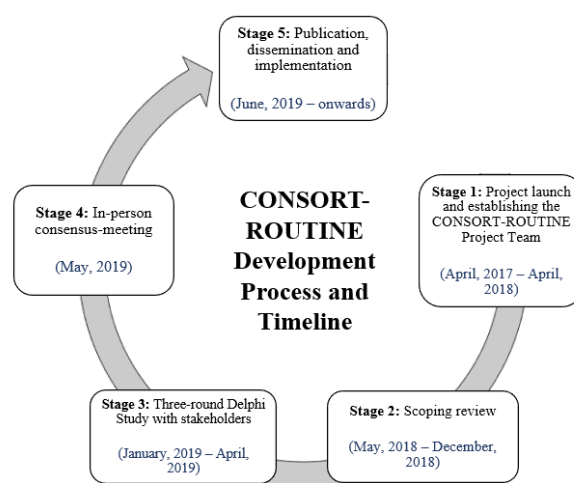 Stage 5: Publication,
dissemination and
implementation
(June, 2019 – onwards)
Stage 1: Project launch
and establishing the
CONSORT-ROUTINE
Project Team
(April, 2017 – April,
2018)
Stage 4: In-person
consensus-meeting
(May, 2019)
CONSORT-
ROUTINE
Development
Process and
Timeline
Stage 3: Three-round Delphi
Study with stakeholders
(January, 2019 – April,
2019)
Stage 2: Scoping review
(May, 2018 – December,
2018)